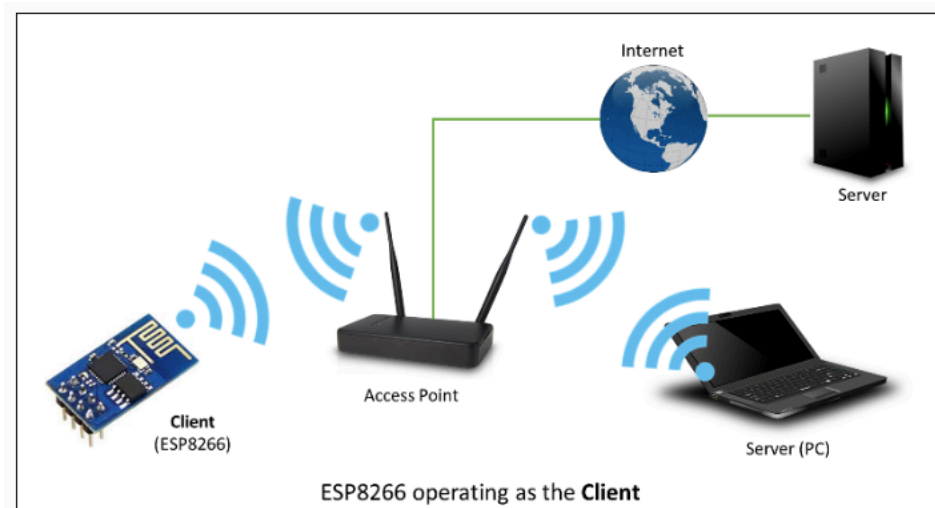 Internet
Server
Access Point
Client
(ESP8266)
Server (PC)
ESP8266 operating as the Client